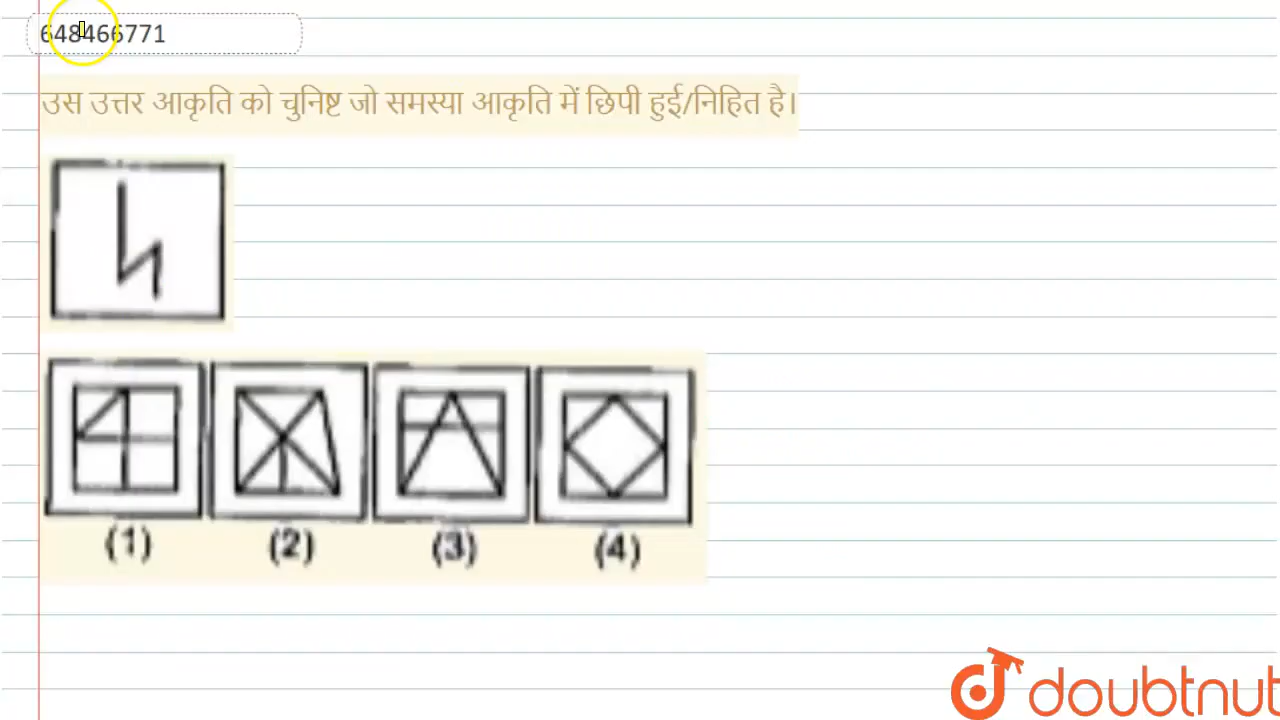 648466771
उस उत्तर आकृति को चुनिष्ट जो समस्या आकृति में छिपी हुई/निहित है।
(1) (2) (3) (4)
doubtnut